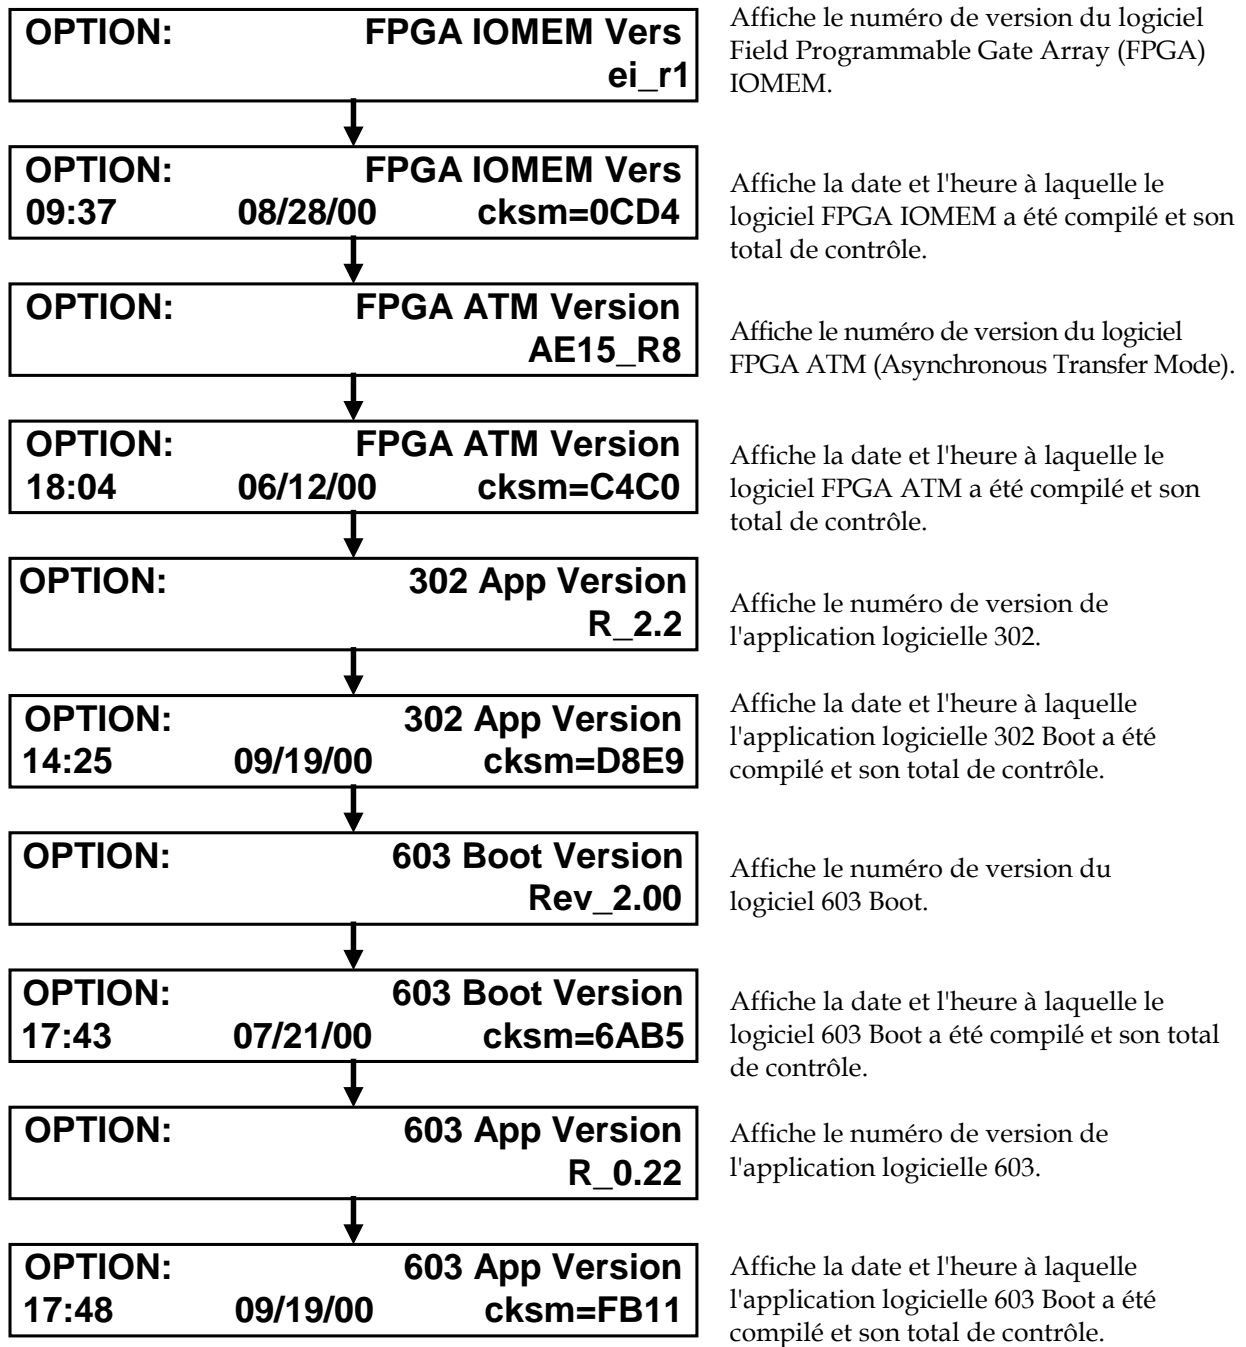 OPTION: FPGA IOMEM Vers
ei_r1
Affiche le numéro de version du logiciel
Field Programmable Gate Array (FPGA)
IOMEM.
OPTION: FPGA IOMEM Vers
09:37 08/28/00 cksm=0CD4
Affiche la date et l'heure à laquelle le
logiciel FPGA IOMEM a été compilé et son
total de contrôle.
OPTION: FPGA ATM Version
AE15_R8
Affiche le numéro de version du logiciel
FPGA ATM (Asynchronous Transfer Mode).
OPTION: FPGA ATM Version
18:04 06/12/00 cksm=C4C0
Affiche la date et l'heure à laquelle le
logiciel FPGA ATM a été compilé et son
total de contrôle.
OPTION: 302 App Version
R_2.2
Affiche le numéro de version de
l'application logicielle 302.
OPTION: 302 App Version
14:25 09/19/00 cksm=D8E9
Affiche la date et l'heure à laquelle
l'application logicielle 302 Boot a été
compilé et son total de contrôle.
OPTION: 603 Boot Version
Rev_2.00
Affiche le numéro de version du
logiciel 603 Boot.
OPTION: 603 Boot Version
17:43 07/21/00 cksm=6AB5
Affiche la date et l'heure à laquelle le
logiciel 603 Boot a été compilé et son total
de contrôle.
OPTION: 603 App Version
R_0.22
Affiche le numéro de version de
l'application logicielle 603.
OPTION: 603 App Version
17:48 09/19/00 cksm=FB11
Affiche la date et l'heure à laquelle
l'application logicielle 603 Boot a été
compilé et son total de contrôle.